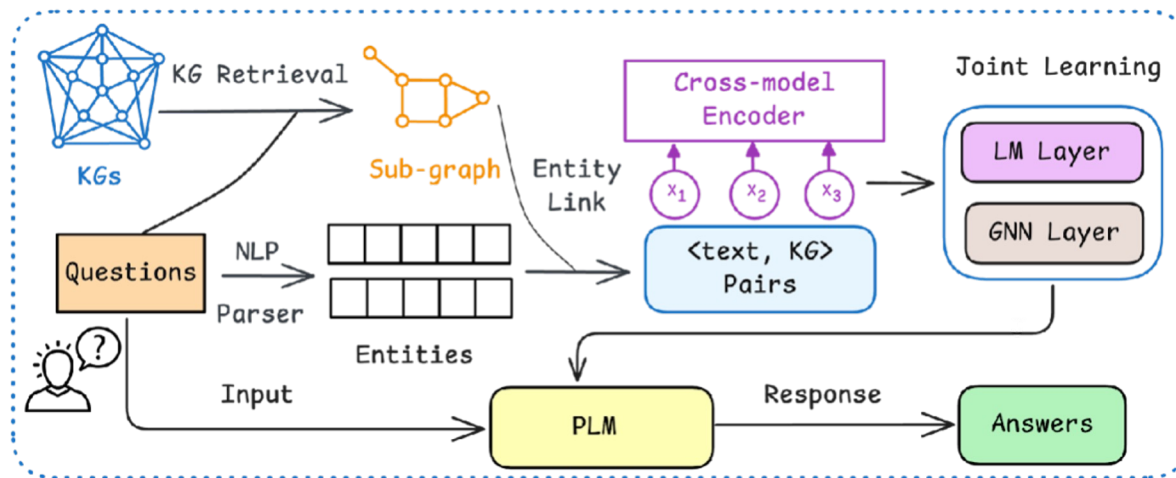 KG Retrieval
KGs
Sub-graph
Entity
Link
Cross-model
Encoder
x1
x2
x3
Joint Learning
LM Layer
GNN Layer
Questions
NLP
Parser
Entities
<text, KG>
Pairs
?
Input
PLM
Response
Answers